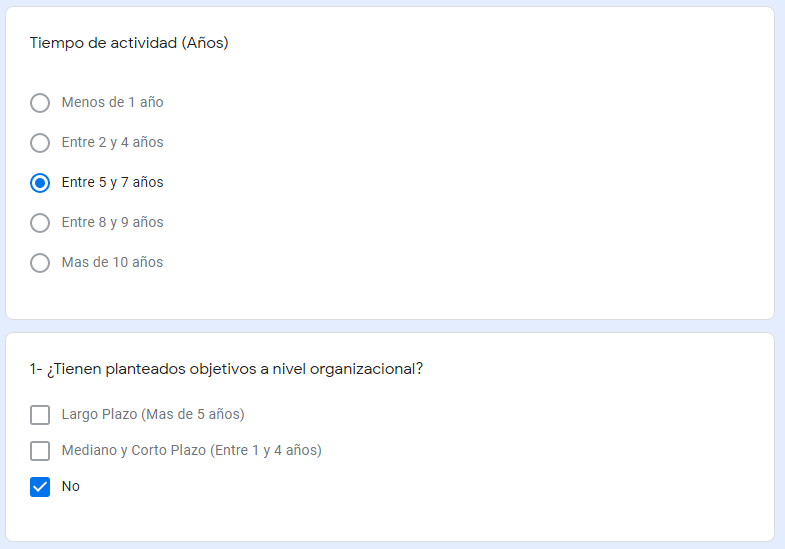 Tiempo de actividad (Años)
Menos de 1 año
Entre 2 y 4 años
Entre 5 y 7 años
Entre 8 y 9 años
Mas de 10 años
1- ¿Tienen planteados objetivos a nivel organizacional?
Largo Plazo (Mas de 5 años)
Mediano y Corto Plazo (Entre 1 y 4 años)
No